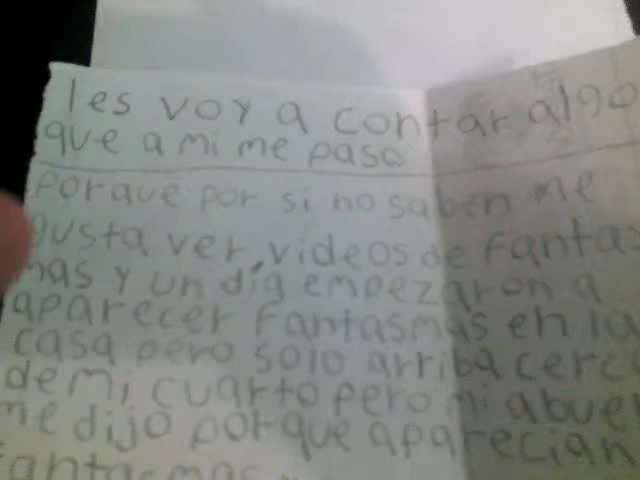 les voy a contar algo
que a mi me paso
porque por si no saben me
gusta ver videos de fantas
mas y un dia empezaron a
aparecer fantasmas en la
casa pero solo arriba cerca
de mi cuarto pero mi abuel
me dijo porque aparecian
fantasmas